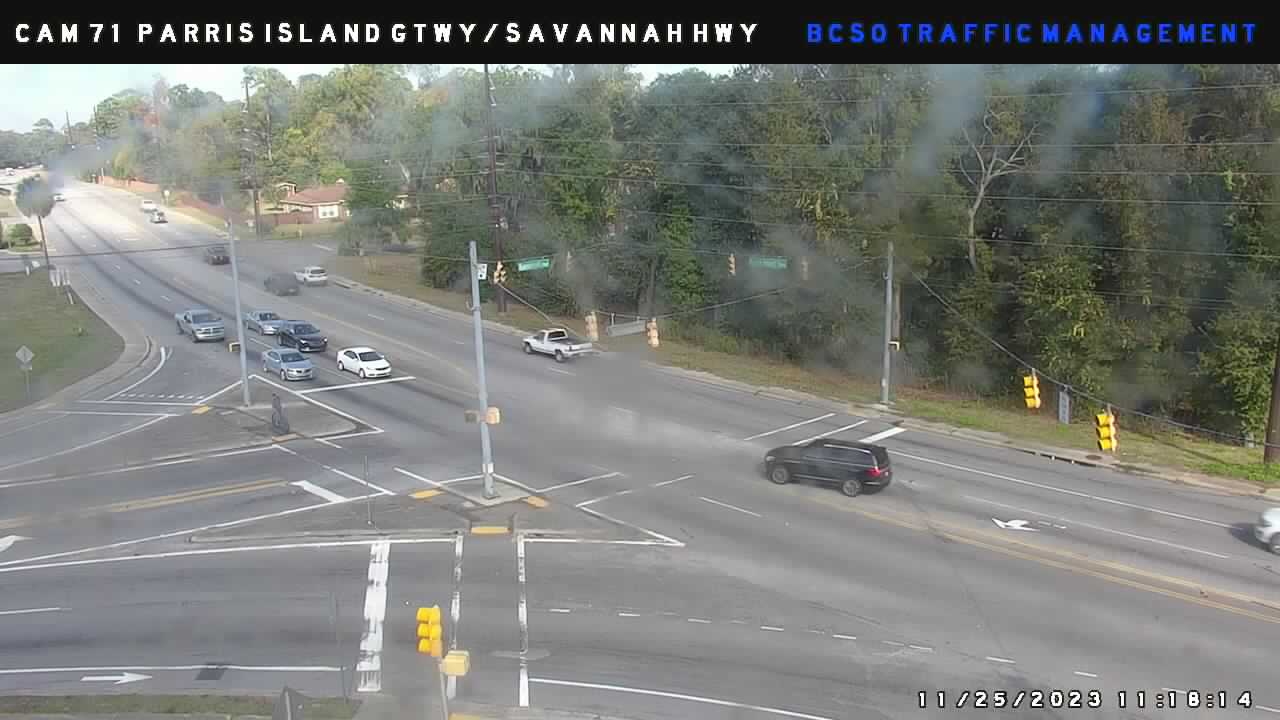 CAM 71 PARRIS ISLAND GTWY/SAVANNAH HWY
BCSO TRAFFIC MANAGEMENT
11/25/2023 11:18:14